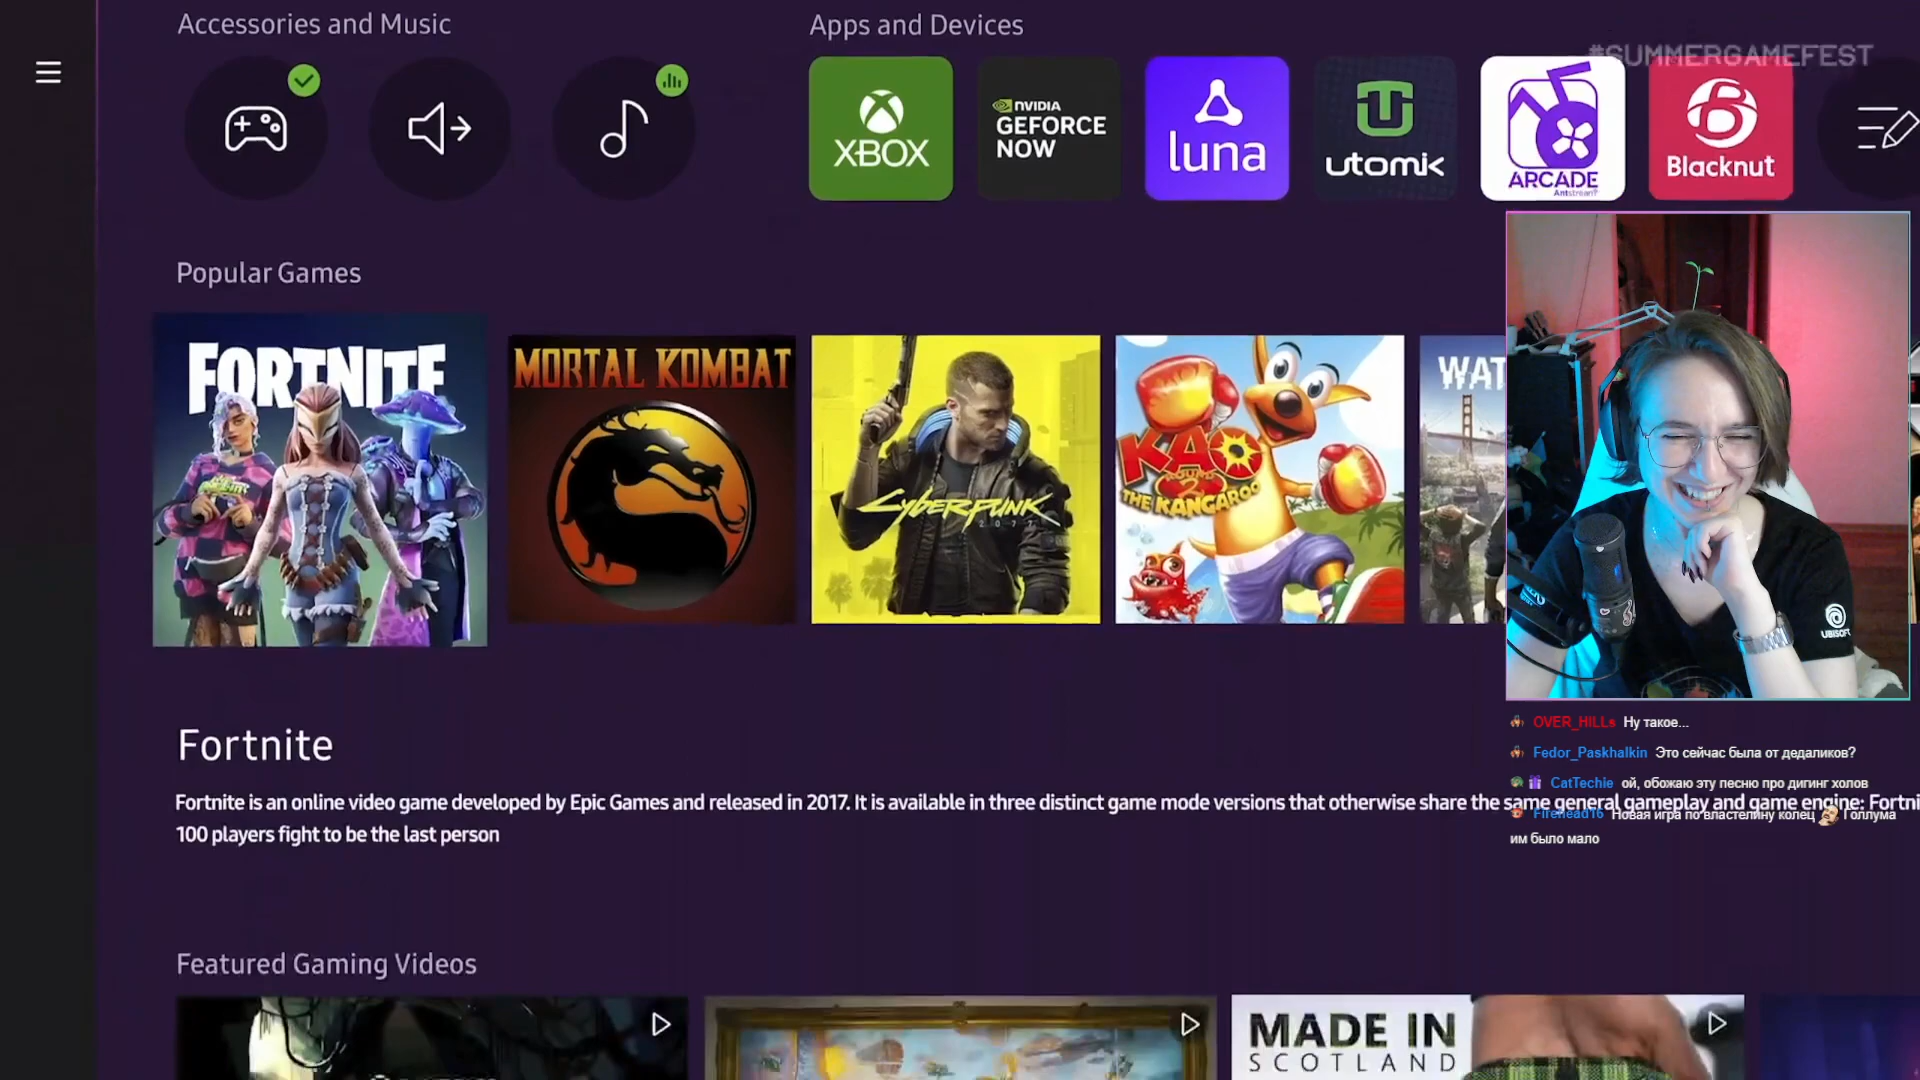 Accessories and Music
Apps and Devices
#SUMMERGAMEFEST
XBOX
NVIDIA
GEFORCE
NOW
luna
utomik
ARCADE
Antstream
Blacknut
Popular Games
FORTNITE
MORTAL KOMBAT
CYBERPUNK
2077
KAO
THE KANGAROO
WAT
UBISOFT
OVER_HILLs Ну такое...
Fedor_Paskhalkin Это сейчас была от дедаликов?
CatTechie ой, обожаю эту песню про дигинг холов
Firehead16 Новая игра по властелину колец Голлума
им было мало
Fortnite
Fortnite is an online video game developed by Epic Games and released in 2017. It is available in three distinct game mode versions that otherwise share the same general gameplay and game engine: Fortni
100 players fight to be the last person
Featured Gaming Videos
MADE IN
SCOTLAND